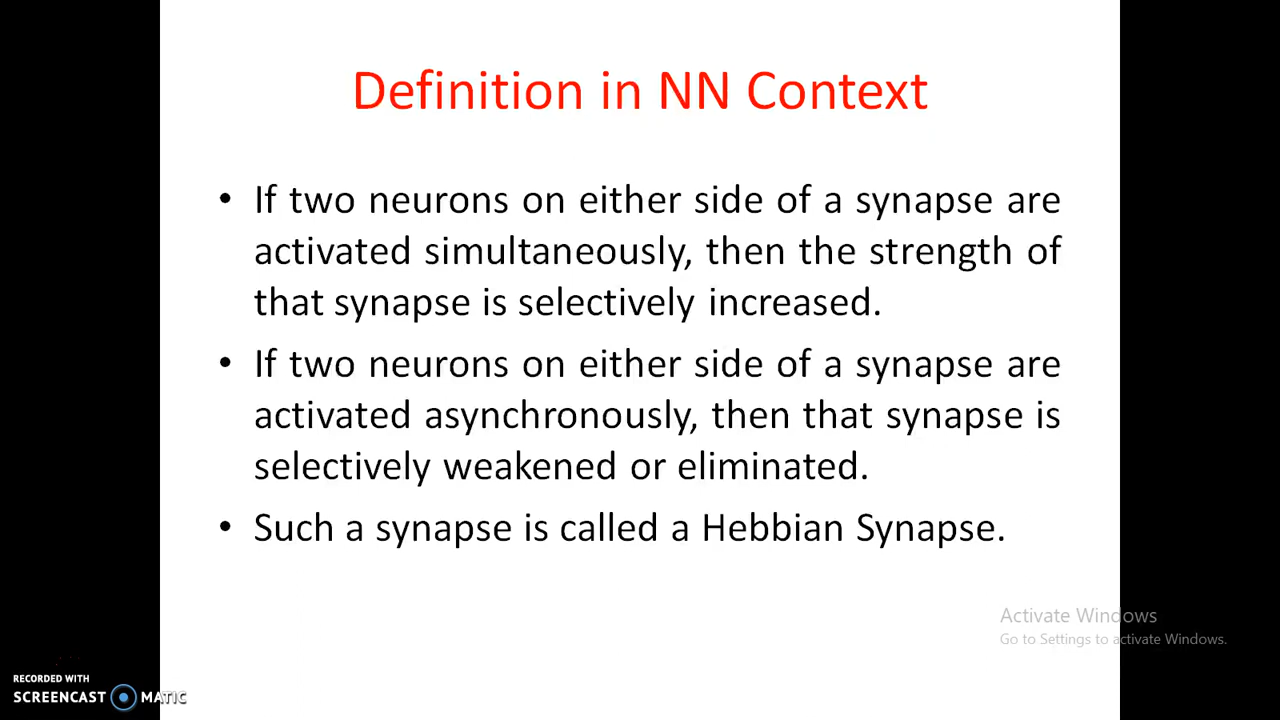 Definition in NN Context
• If two neurons on either side of a synapse are
activated simultaneously, then the strength of
that synapse is selectively increased.
• If two neurons on either side of a synapse are
activated asynchronously, then that synapse is
selectively weakened or eliminated.
• Such a synapse is called a Hebbian Synapse.
Activate Windows
Go to Settings to activate Windows.
RECORDED WITH
SCREENCAST MATIC